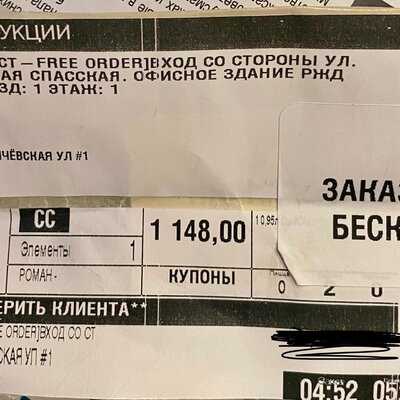 УКЦИИ
СТ — FREE ORDER]ВХОД СО СТОРОНЫ УЛ.
АЯ СПАССКАЯ. ОФИСНОЕ ЗДАНИЕ РЖД
ЗД: 1 ЭТАЖ: 1
ЧЁВСКАЯ УЛ #1
ЗАКАЗ
БЕСК
СС
1 148,00
10,95
Элементы 1
РОМАН -
КУПОНЫ
0 2 0
ЕРИТЬ КЛИЕНТА**
E ORDER]ВХОД СО СТ
СКАЯ УЛ #1
04:52 05